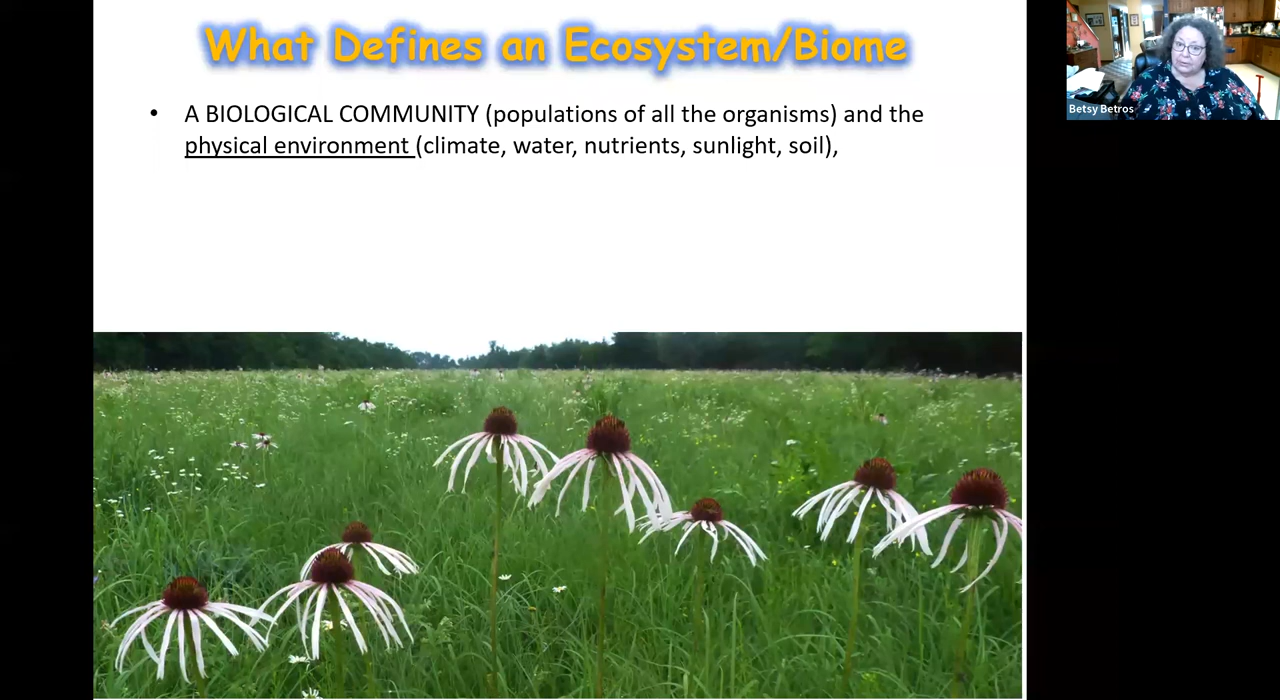 What Defines an Ecosystem/Biome
• A BIOLOGICAL COMMUNITY (populations of all the organisms) and the
physical environment (climate, water, nutrients, sunlight, soil),
Betsy Betros